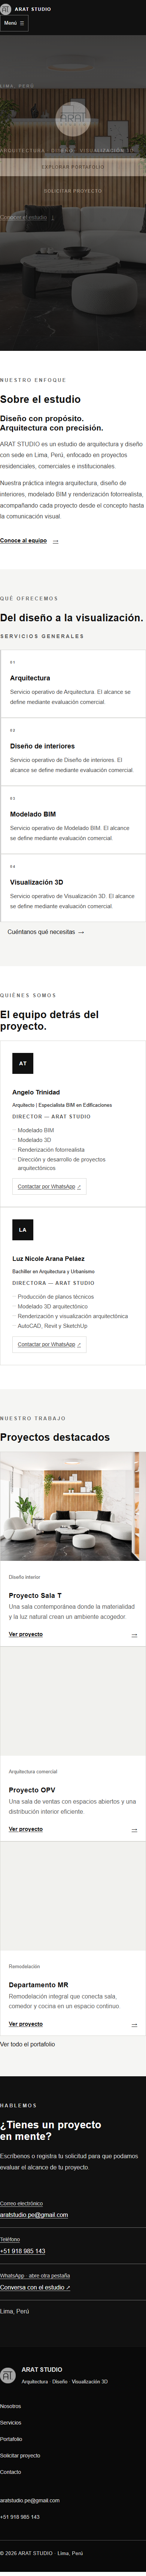 AT ARAT STUDIO
Menú ☰
LIMA, PERÚ
ARQUITECTURA · DISEÑO · VISUALIZACIÓN 3D
EXPLORAR PORTAFOLIO
SOLICITAR PROYECTO
Conocer el estudio ↓
NUESTRO ENFOQUE
Sobre el estudio
Diseño con propósito.
Arquitectura con precisión.
ARAT STUDIO es un estudio de arquitectura y diseño
con sede en Lima, Perú, enfocado en proyectos
residenciales, comerciales e institucionales.
Nuestra práctica integra arquitectura, diseño de
interiores, modelado BIM y renderización fotorrealista,
acompañando cada proyecto desde el concepto hasta
la comunicación visual.
Conoce al equipo →
QUÉ OFRECEMOS
Del diseño a la visualización.
SERVICIOS GENERALES
01
Arquitectura
Servicio operativo de Arquitectura. El alcance se
define mediante evaluación comercial.
02
Diseño de interiores
Servicio operativo de Diseño de interiores. El
alcance se define mediante evaluación comercial.
03
Modelado BIM
Servicio operativo de Modelado BIM. El alcance
se define mediante evaluación comercial.
04
Visualización 3D
Servicio operativo de Visualización 3D. El alcance
se define mediante evaluación comercial.
Cuéntanos qué necesitas →
QUIÉNES SOMOS
El equipo detrás del
proyecto.
AT
Angelo Trinidad
Arquitecto | Especialista BIM en Edificaciones
DIRECTOR — ARAT STUDIO
Modelado BIM
Modelado 3D
Renderización fotorrealista
Dirección y desarrollo de proyectos
arquitectónicos
Contactar por WhatsApp ↗
LA
Luz Nicole Arana Peláez
Bachiller en Arquitectura y Urbanismo
DIRECTORA — ARAT STUDIO
Producción de planos técnicos
Modelado 3D arquitectónico
Renderización y visualización arquitectónica
AutoCAD, Revit y SketchUp
Contactar por WhatsApp ↗
NUESTRO TRABAJO
Proyectos destacados
Diseño interior
Proyecto Sala T
Una sala contemporánea donde la materialidad
y la luz natural crean un ambiente acogedor.
Ver proyecto →
Arquitectura comercial
Proyecto OPV
Una sala de ventas con espacios abiertos y una
distribución interior eficiente.
Ver proyecto →
Remodelación
Departamento MR
Remodelación integral que conecta sala,
comedor y cocina en un espacio continuo.
Ver proyecto →
Ver todo el portafolio
HABLEMOS
¿Tienes un proyecto
en mente?
Escríbenos o registra tu solicitud para que podamos
evaluar el alcance de tu proyecto.
Correo electrónico
aratstudio.pe@gmail.com
Teléfono
+51 918 985 143
WhatsApp · abre otra pestaña
Conversa con el estudio ↗
Lima, Perú
AT ARAT STUDIO
Arquitectura · Diseño · Visualización 3D
Nosotros
Servicios
Portafolio
Solicitar proyecto
Contacto
aratstudio.pe@gmail.com
+51 918 985 143
© 2026 ARAT STUDIO · Lima, Perú